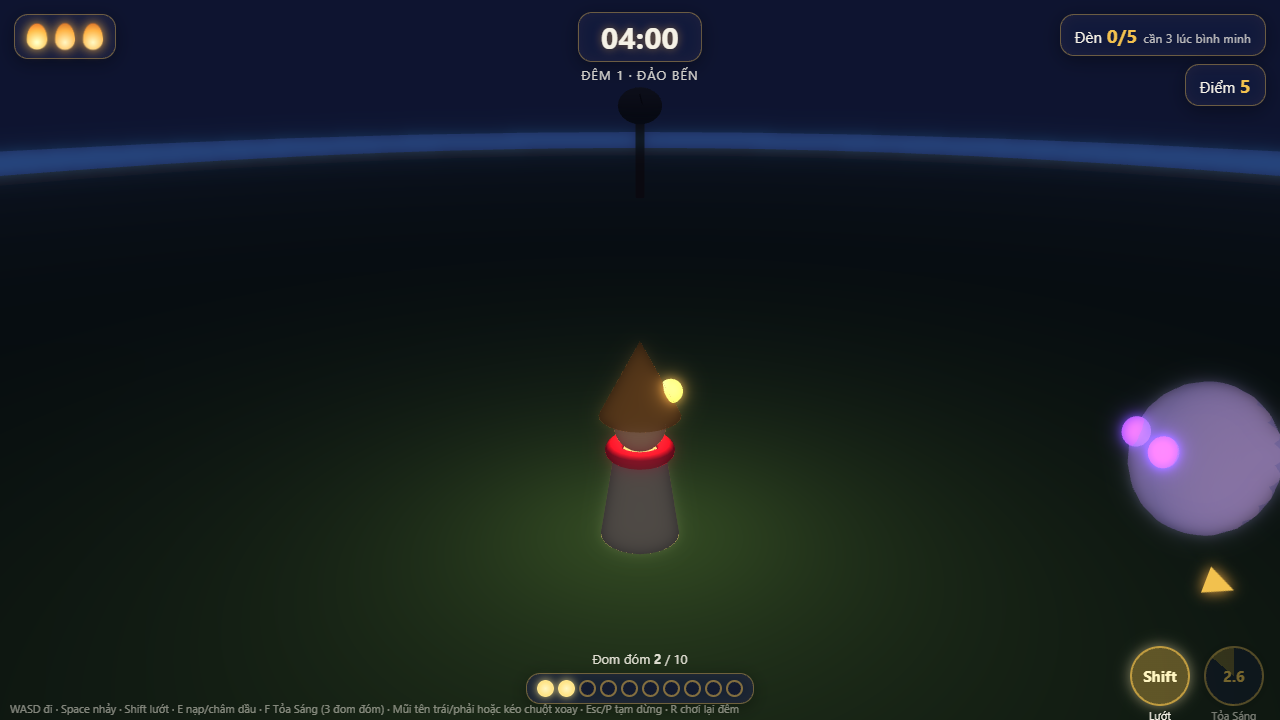 04:00
ĐÊM 1 · ĐẢO BẾN
Đèn 0/5 cần 3 lúc bình minh
Điểm 5
Đom đóm 2 / 10
Shift
2.6
Lướt
Tỏa Sáng
WASD đi · Space nhảy · Shift lướt · E nạp/châm dầu · F Tỏa Sáng (3 đom đóm) · Mũi tên trái/phải hoặc kéo chuột xoay · Esc/P tạm dừng · R chơi lại đêm